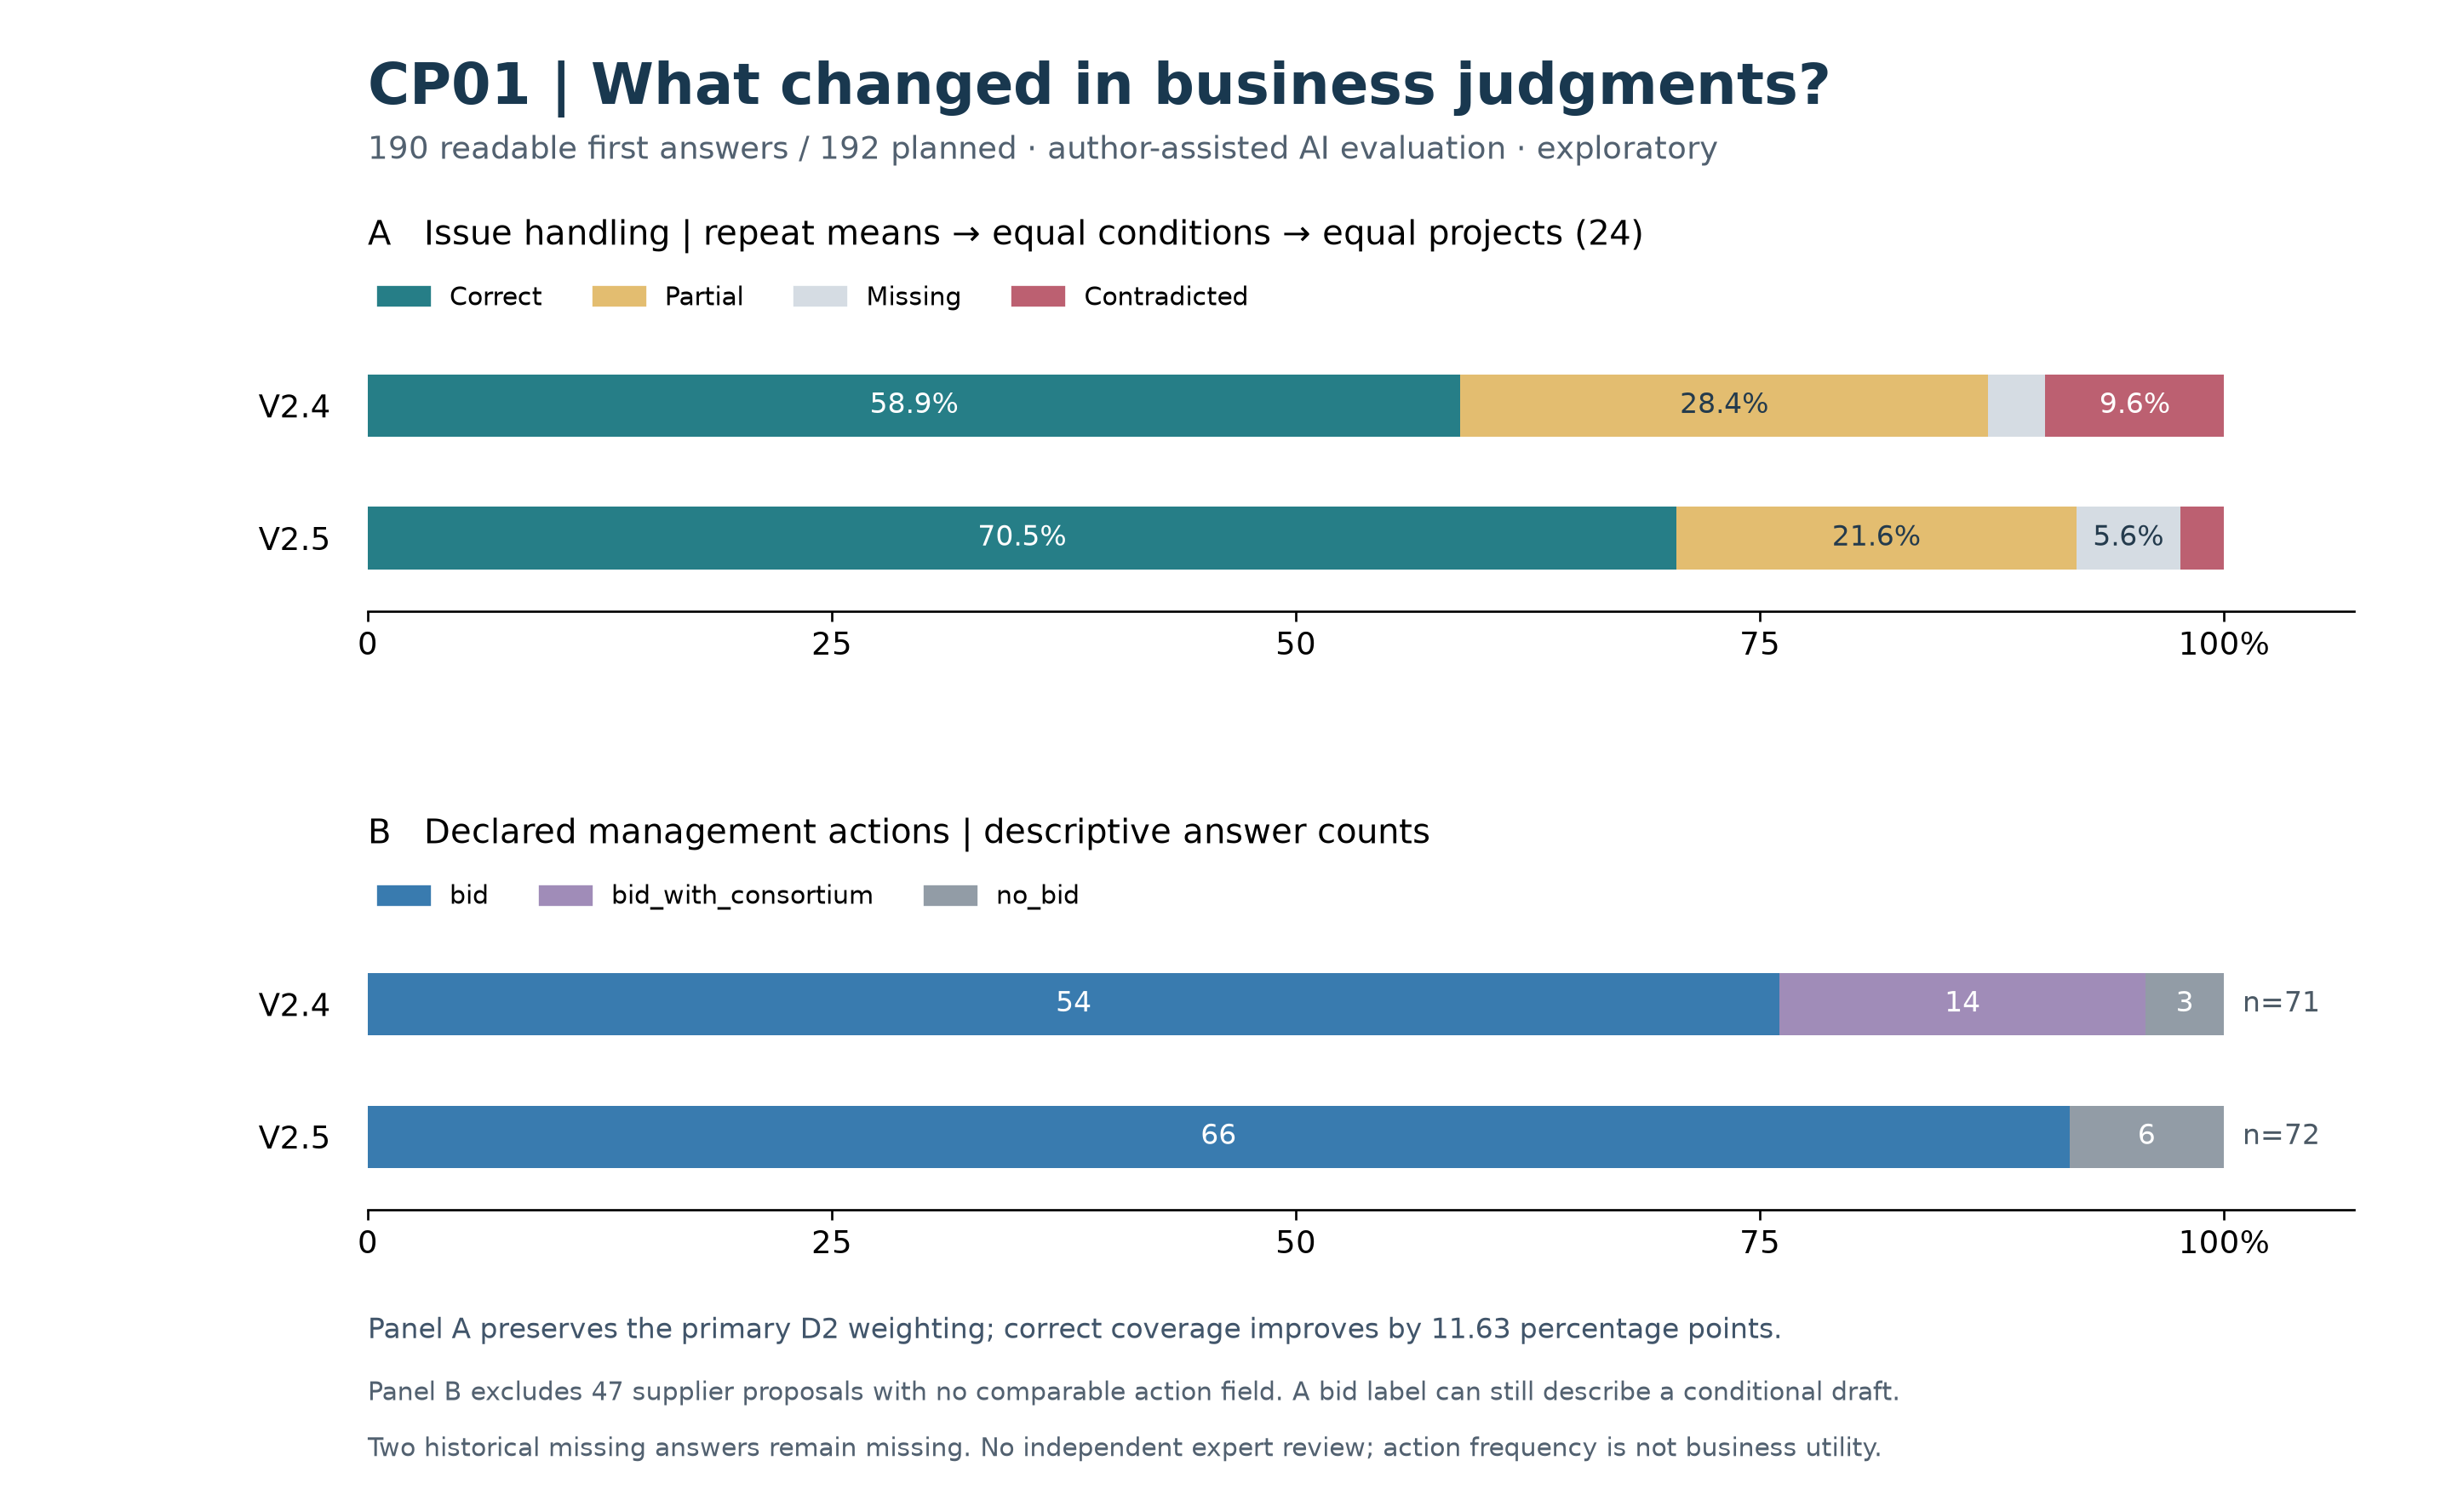 CP01 | What changed in business judgments?
190 readable first answers / 192 planned · author-assisted AI evaluation · exploratory
A Issue handling | repeat means → equal conditions → equal projects (24)
Correct Partial Missing Contradicted
V2.4 58.9% 28.4% 9.6%
V2.5 70.5% 21.6% 5.6%
0 25 50 75 100%
B Declared management actions | descriptive answer counts
bid bid_with_consortium no_bid
V2.4 54 14 3 n=71
V2.5 66 6 n=72
0 25 50 75 100%
Panel A preserves the primary D2 weighting; correct coverage improves by 11.63 percentage points.
Panel B excludes 47 supplier proposals with no comparable action field. A bid label can still describe a conditional draft.
Two historical missing answers remain missing. No independent expert review; action frequency is not business utility.